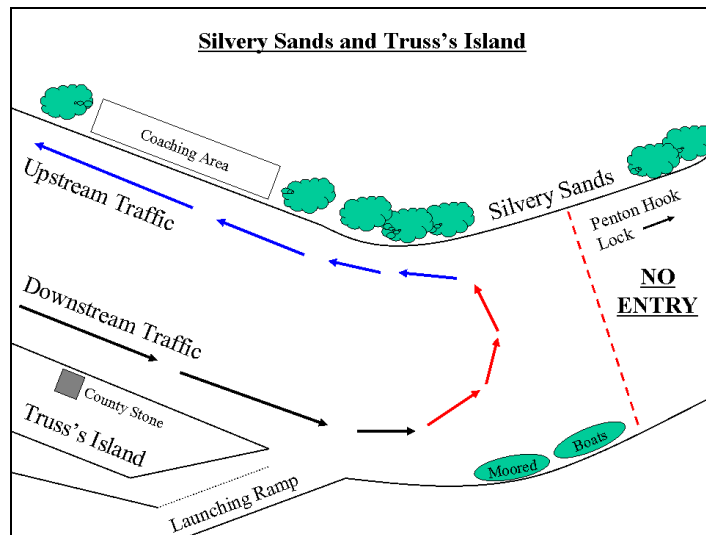 Silvery Sands and Truss's Island
Coaching Area
Upstream Traffic
Silvery Sands
Penton Hook
Lock
NO
ENTRY
Downstream Traffic
County Stone
Truss's Island
Launching Ramp
Moored
Boats